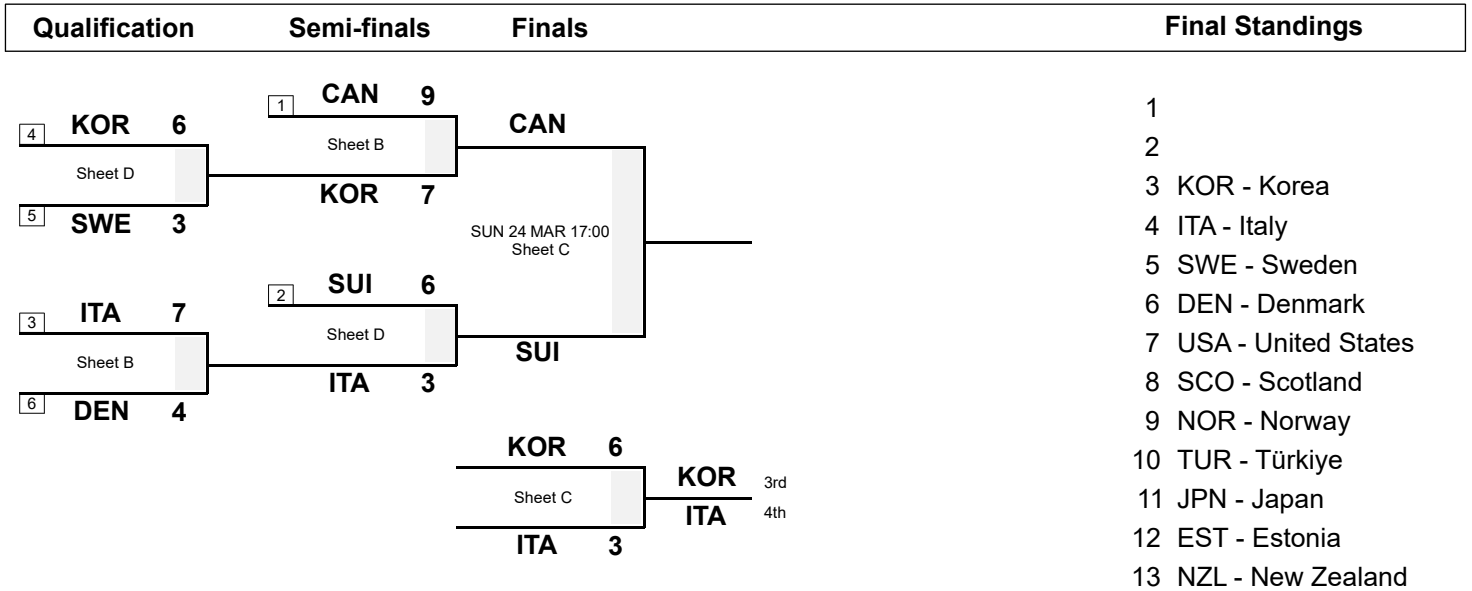 Qualification Semi-finals Finals Final Standings
4 KOR 6
Sheet D
5 SWE 3
3 ITA 7
Sheet B
6 DEN 4
1 CAN 9
Sheet B
KOR 7
2 SUI 6
Sheet D
ITA 3
CAN
SUN 24 MAR 17:00
Sheet C
SUI
KOR 6
Sheet C
ITA 3
KOR 3rd
ITA 4th
1
2
3 KOR - Korea
4 ITA - Italy
5 SWE - Sweden
6 DEN - Denmark
7 USA - United States
8 SCO - Scotland
9 NOR - Norway
10 TUR - Türkiye
11 JPN - Japan
12 EST - Estonia
13 NZL - New Zealand